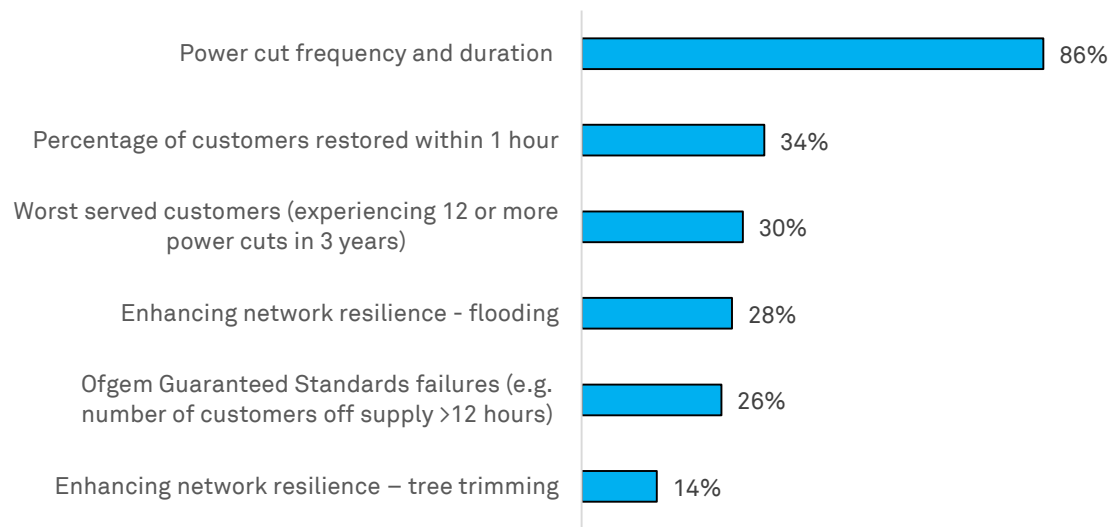 Power cut frequency and duration
86%
Percentage of customers restored within 1 hour
34%
Worst served customers (experiencing 12 or more
power cuts in 3 years)
30%
Enhancing network resilience - flooding
28%
Ofgem Guaranteed Standards failures (e.g.
number of customers off supply >12 hours)
26%
Enhancing network resilience – tree trimming
14%